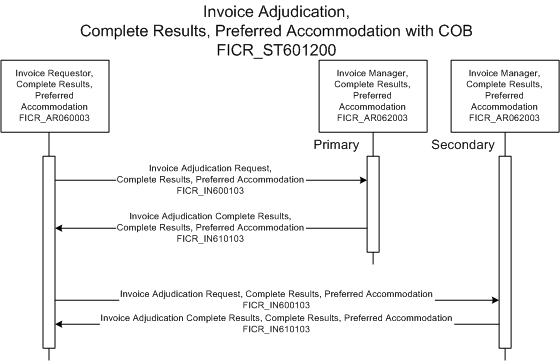 Invoice Adjudication,
Complete Results, Preferred Accommodation with COB
FICR_ST601200
Invoice Requestor,
Complete Results,
Preferred
Accommodation
FICR_AR060003
Invoice Manager,
Complete Results,
Preferred
Accommodation
FICR_AR062003
Invoice Manager,
Complete Results,
Preferred
Accommodation
FICR_AR062003
Primary
Secondary
Invoice Adjudication Request,
Complete Results, Preferred Accommodation
FICR_IN600103
Invoice Adjudication Complete Results,
Complete Results, Preferred Accommodation
FICR_IN610103
Invoice Adjudication Request, Complete Results, Preferred Accommodation
FICR_IN600103
Invoice Adjudication Complete Results, Complete Results, Preferred Accommodation
FICR_IN610103